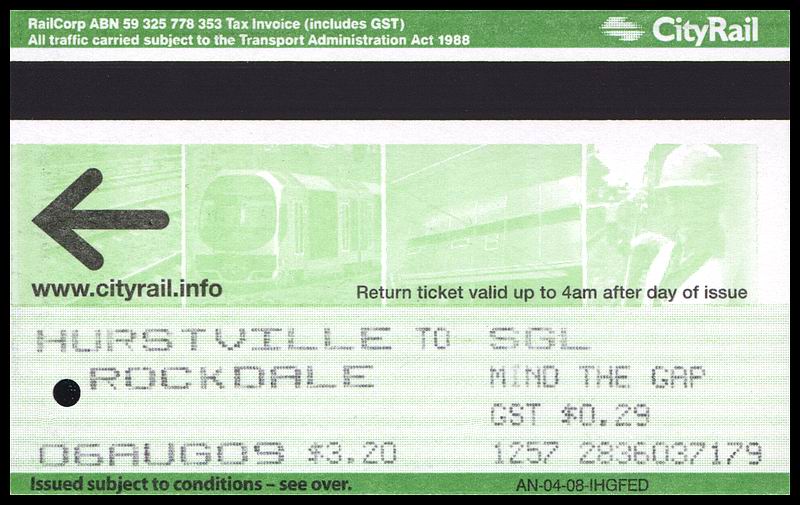 RailCorp ABN 59 325 778 353 Tax Invoice (includes GST)
All traffic carried subject to the Transport Administration Act 1988
CityRail
www.cityrail.info
Return ticket valid up to 4am after day of issue
HURSTVILLE TO SGL
ROCKDALE MIND THE GAP
GST $0.29
06AUG09 $3.20 1257 2836037179
Issued subject to conditions – see over.
AN-04-08-IHGFED